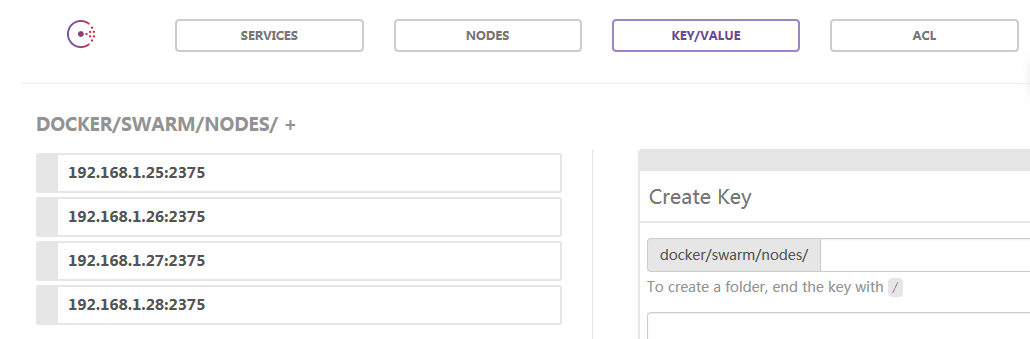 SERVICES NODES KEY/VALUE ACL
DOCKER/SWARM/NODES/ +
192.168.1.25:2375
192.168.1.26:2375
192.168.1.27:2375
192.168.1.28:2375
Create Key
docker/swarm/nodes/
To create a folder, end the key with /